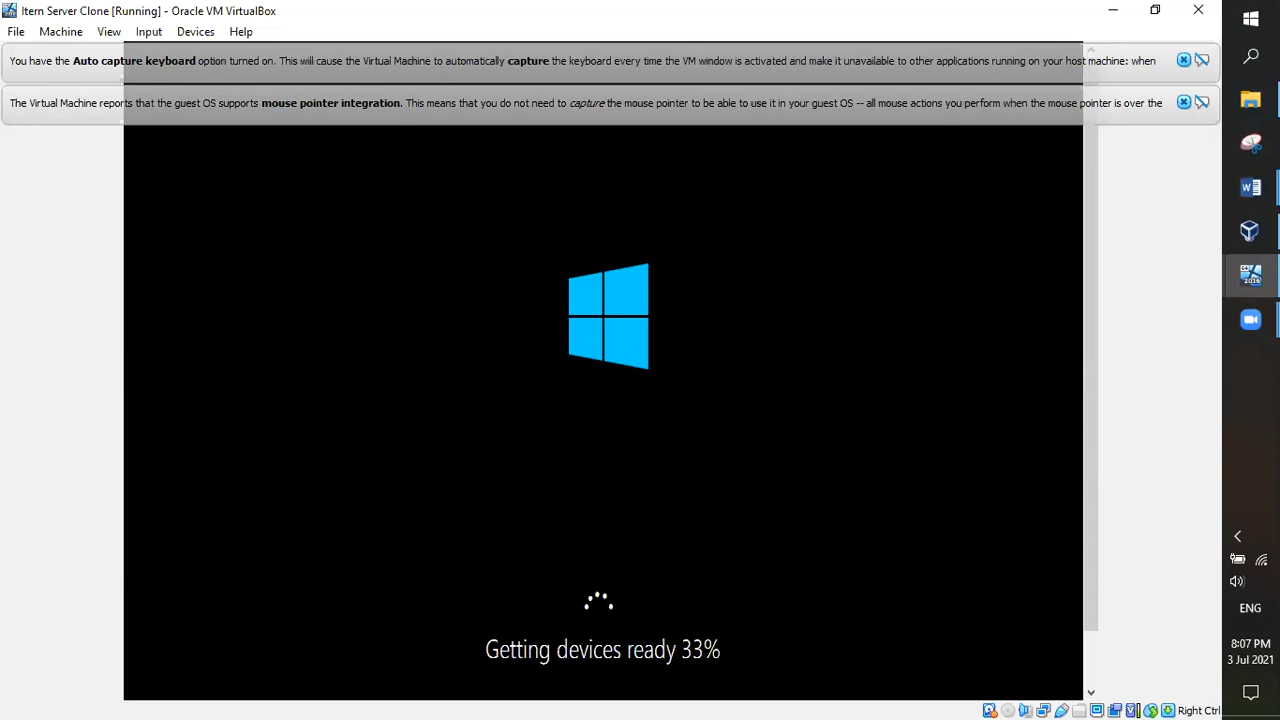 Itern Server Clone [Running] - Oracle VM VirtualBox
File Machine View Input Devices Help
You have the Auto capture keyboard option turned on. This will cause the Virtual Machine to automatically capture the keyboard every time the VM window is activated and make it unavailable to other applications running on your host machine: when
The Virtual Machine reports that the guest OS supports mouse pointer integration. This means that you do not need to capture the mouse pointer to be able to use it in your guest OS -- all mouse actions you perform when the mouse pointer is over the
64
2016
Getting devices ready 33%
ENG
8:07 PM
3 Jul 2021
Right Ctrl